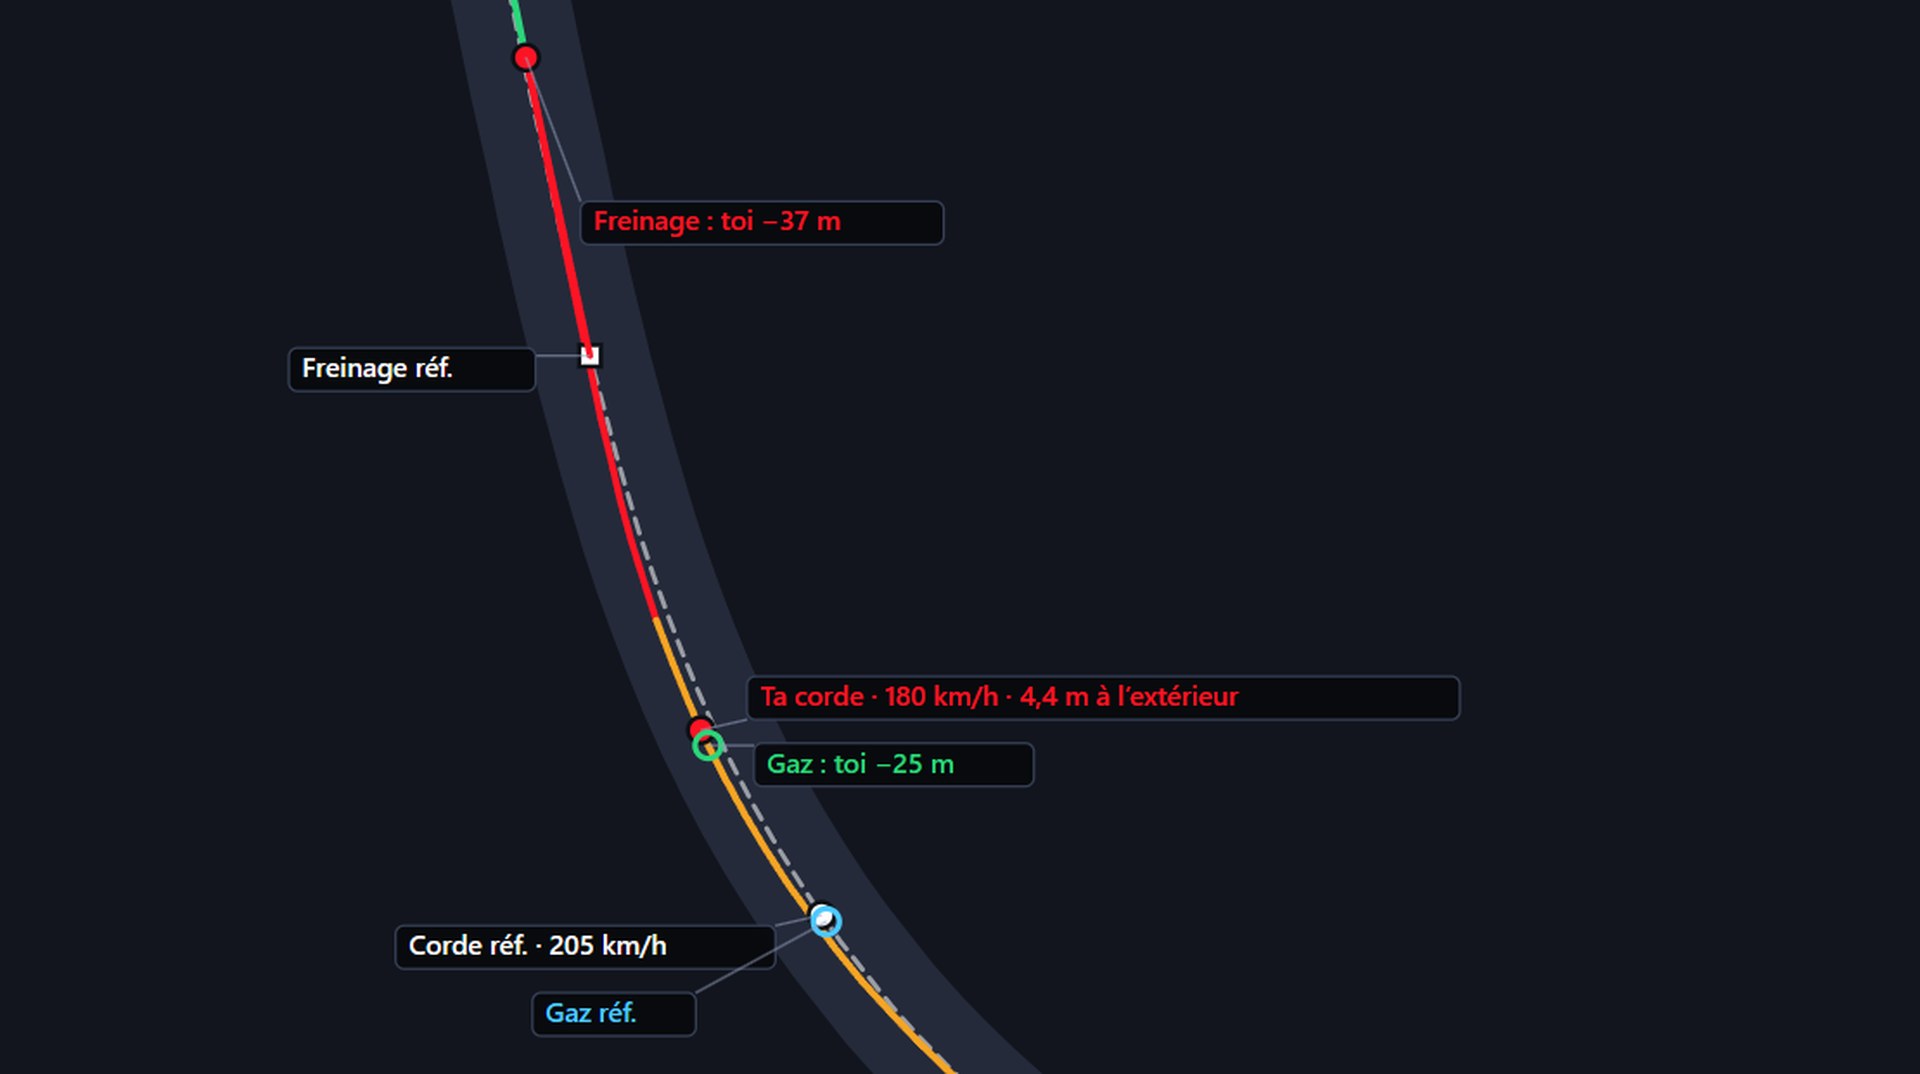 Freinage : toi −37 m
Freinage réf.
Ta corde · 180 km/h · 4,4 m à l’extérieur
Gaz : toi −25 m
Corde réf. · 205 km/h
Gaz réf.